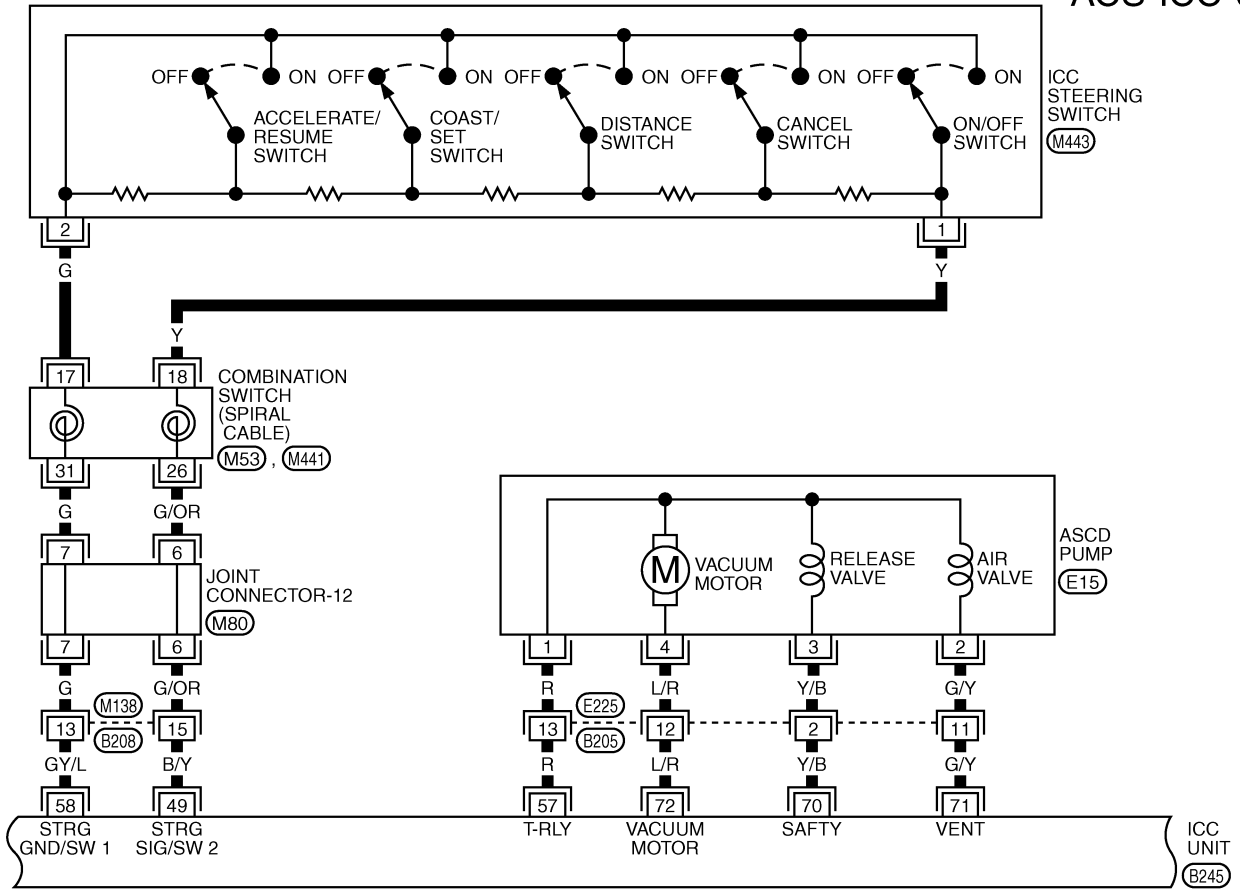 OFF ON OFF ON OFF ON OFF ON OFF ON
ICC
STEERING
SWITCH
M443
ACCELERATE/
RESUME
SWITCH
COAST/
SET
SWITCH
DISTANCE
SWITCH
CANCEL
SWITCH
ON/OFF
SWITCH
2 1
G Y
Y
17 18
COMBINATION
SWITCH
(SPIRAL
CABLE)
M53 , M441
31 26
G G/OR
7 6
JOINT
CONNECTOR-12
M80
7 6
G G/OR
M138
13 15
B208
GY/L B/Y
58 49
STRG
GND/SW 1
STRG
SIG/SW 2
VACUUM
MOTOR
M
RELEASE
VALVE
AIR
VALVE
ASCD
PUMP
E15
1 4 3 2
R L/R Y/B G/Y
E225
13 12 2 11
B205
R L/R Y/B G/Y
57 72 70 71
T-RLY
VACUUM
MOTOR
SAFTY
VENT
ICC
UNIT
B245